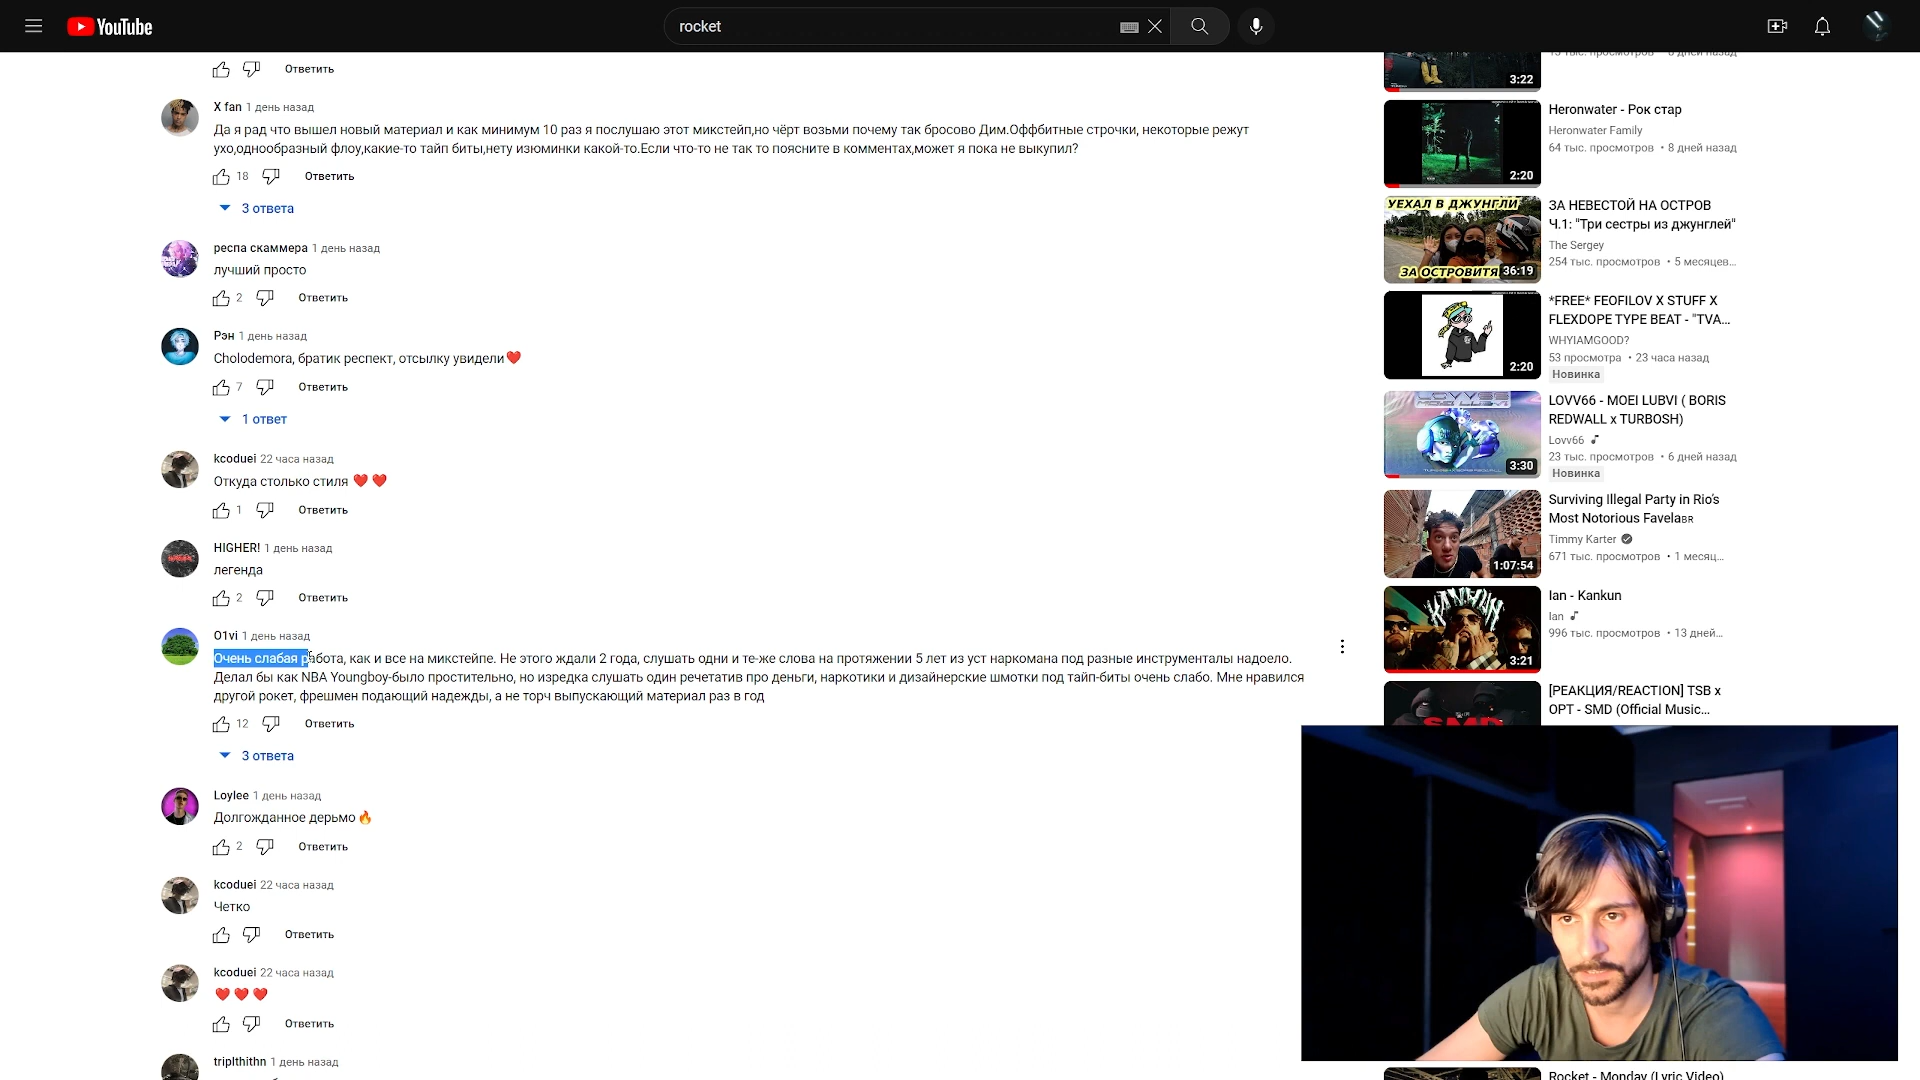 YouTube
rocket
Ответить
X fan 1 день назад
Да я рад что вышел новый материал и как минимум 10 раз я послушаю этот микстейп,но чёрт возьми почему так бросово Дим.Оффбитные строчки, некоторые режут
ухо,однообразный флоу,какие-то тайп биты,нету изюминки какой-то.Если что-то не так то поясните в комментах,может я пока не выкупил?
18 Ответить
3 ответа
респа скаммера 1 день назад
лучший просто
2 Ответить
Рэн 1 день назад
Cholodemora, братик респект, отсылку увидели❤️
7 Ответить
1 ответ
kcoduei 22 часа назад
Откуда столько стиля ❤️ ❤️
1 Ответить
HIGHER! 1 день назад
легенда
2 Ответить
O1vi 1 день назад
Очень слабая работа, как и все на микстейпе. Не этого ждали 2 года, слушать одни и те-же слова на протяжении 5 лет из уст наркомана под разные инструменталы надоело.
Делал бы как NBA Youngboy-было простительно, но изредка слушать один речетатив про деньги, наркотики и дизайнерские шмотки под тайп-биты очень слабо. Мне нравился
другой рокет, фрешмен подающий надежды, а не торч выпускающий материал раз в год
12 Ответить
3 ответа
Loylee 1 день назад
Долгожданное дерьмо🔥
2 Ответить
kcoduei 22 часа назад
Четко
Ответить
kcoduei 22 часа назад
❤️ ❤️ ❤️
Ответить
triplthithn 1 день назад
3:22
Heronwater - Рок стар
Heronwater Family
64 тыс. просмотров • 8 дней назад
2:20
УЕХАЛ В ДЖУНГЛИ
ЗА ОСТРОВИТЯ
36:19
ЗА НЕВЕСТОЙ НА ОСТРОВ
Ч.1: "Три сестры из джунглей"
The Sergey
254 тыс. просмотров • 5 месяцев...
*FREE* FEOFILOV X STUFF X
FLEXDOPE TYPE BEAT - "TVA...
WHYIAMGOOD?
53 просмотра • 23 часа назад
2:20
Новинка
LOVV66 - MOEI LUBVI ( BORIS
REDWALL x TURBOSH)
Lovv66
23 тыс. просмотров • 6 дней назад
3:30
Новинка
Surviving Illegal Party in Rio's
Most Notorious Favela🇧🇷
Timmy Karter
671 тыс. просмотров • 1 месяц...
1:07:54
KANKUN
Ian - Kankun
Ian
996 тыс. просмотров • 13 дней...
3:21
[РЕАКЦИЯ/REACTION] TSB x
OPT - SMD (Official Music...
SMD
Rocket - Monday (Lyric Video)